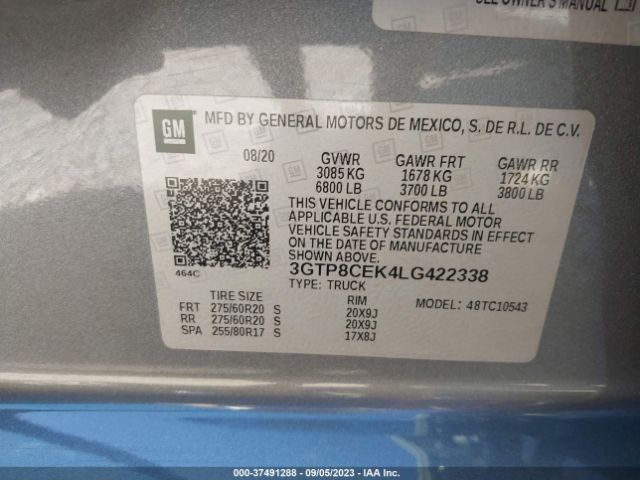 SEE OWNER'S MANUAL
GM MFD BY GENERAL MOTORS DE MEXICO, S. DE R.L. DE C.V.
08/20 GVWR GAWR FRT GAWR RR
3085 KG 1678 KG 1724 KG
6800 LB 3700 LB 3800 LB
THIS VEHICLE CONFORMS TO ALL
APPLICABLE U.S. FEDERAL MOTOR
VEHICLE SAFETY STANDARDS IN EFFECT
ON THE DATE OF MANUFACTURE
SHOWN ABOVE.
464C 3GTP8CEK4LG422338
TYPE: TRUCK
TIRE SIZE RIM MODEL: 48TC10543
FRT 275/60R20 S 20X9J
RR 275/60R20 S 20X9J
SPA 255/80R17 S 17X8J
000-37491288 - 09/05/2023 - IAA Inc.